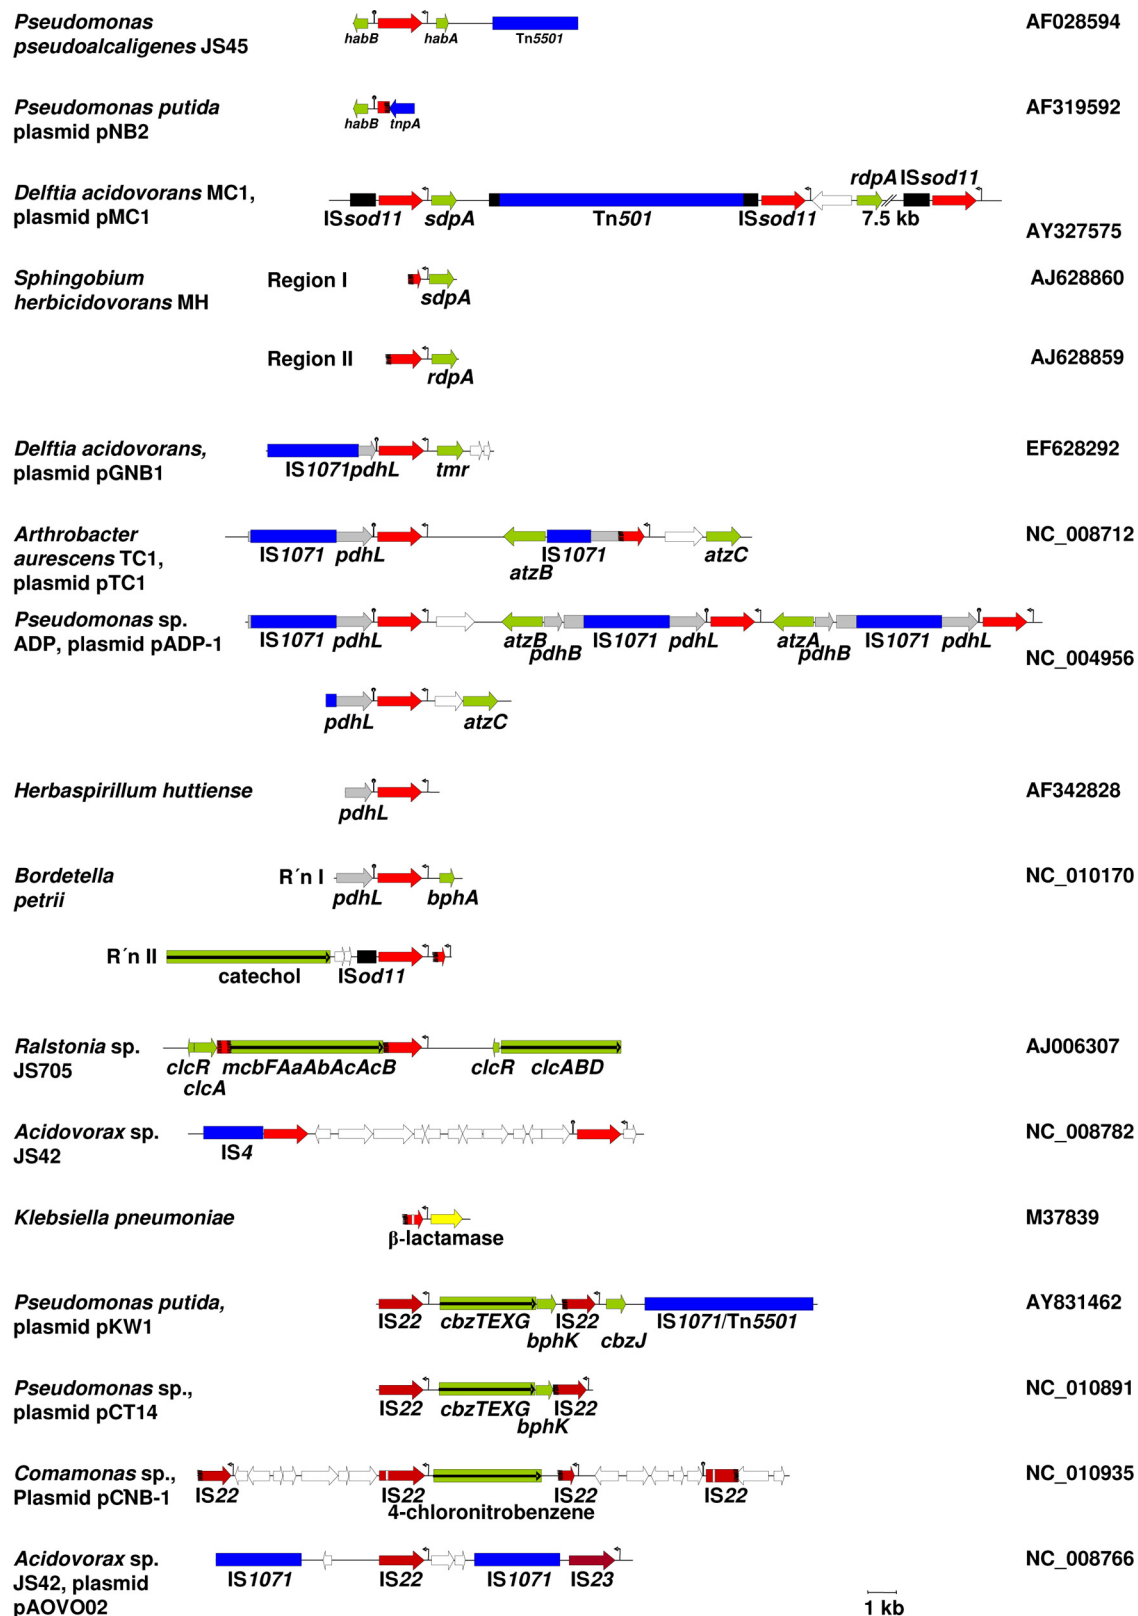 Pseudomonas
pseudoalcaligenes JS45
habB habA Tn5501
AF028594
Pseudomonas putida
plasmid pNB2
habB tnpA
AF319592
Delftia acidovorans MC1,
plasmid pMC1
rdpA ISsod11
ISsod11 sdpA Tn501 ISsod11 7.5 kb
AY327575
Sphingobium
herbicidovorans MH
Region I
sdpA
AJ628860
Region II
rdpA
AJ628859
Delftia acidovorans,
plasmid pGNB1
IS1071pdhL tmr
EF628292
Arthrobacter
aurescens TC1,
plasmid pTC1
IS1071 pdhL atzB IS1071 atzC
NC_008712
Pseudomonas sp.
ADP, plasmid pADP-1
IS1071 pdhL atzB pdhB IS1071 pdhL atzA pdhB IS1071 pdhL
NC_004956
pdhL atzC
Herbaspirillum huttiense
pdhL
AF342828
Bordetella
petrii
R´n I
pdhL bphA
NC_010170
R´n II
catechol ISod11
Ralstonia sp.
JS705
clcR mcbFAaAbAcAcB clcR clcABD
clcA
AJ006307
Acidovorax sp.
JS42
IS4
NC_008782
Klebsiella pneumoniae
β-lactamase
M37839
Pseudomonas putida,
plasmid pKW1
IS22 cbzTEXG IS22 IS1071/Tn5501
bphK cbzJ
AY831462
Pseudomonas sp.,
plasmid pCT14
IS22 cbzTEXG IS22
bphK
NC_010891
Comamonas sp.,
Plasmid pCNB-1
IS22 IS22 IS22 IS22
4-chloronitrobenzene
NC_010935
Acidovorax sp.
JS42, plasmid
pAOVO02
IS1071 IS22 IS1071 IS23
NC_008766
1 kb